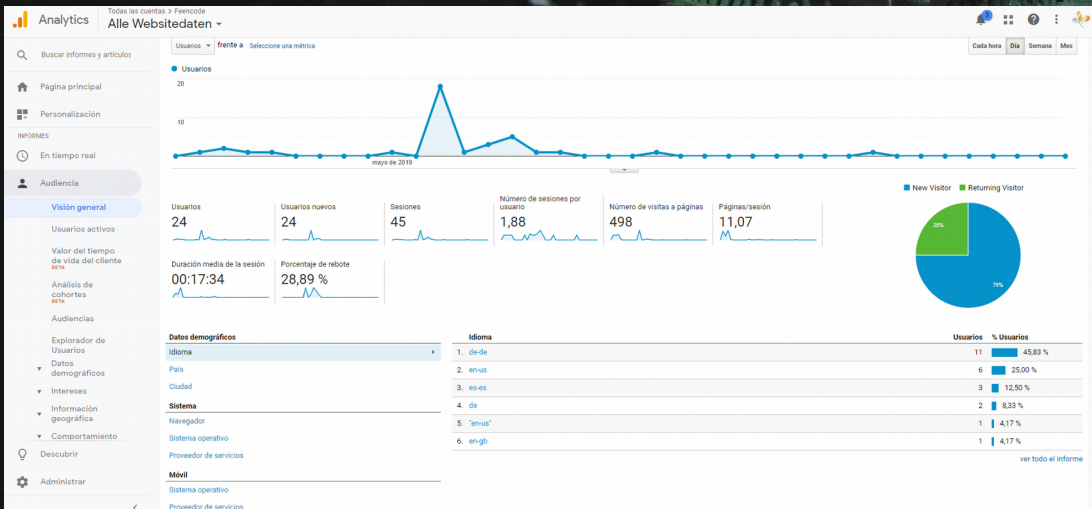 Analytics
Todas las cuentas > Feencode
Alle Websitedaten
3
Buscar informes y artículos
Página principal
Personalización
INFORMES
En tiempo real
Audiencia
Visión general
Usuarios activos
Valor del tiempo
de vida del cliente
BETA
Análisis de
cohortes
BETA
Audiencias
Explorador de
Usuarios
Datos
demográficos
Intereses
Información
geográfica
Comportamiento
Descubrir
Administrar
Usuarios frente a Seleccione una métrica
Cada hora Día Semana Mes
Usuarios
20
10
mayo de 2019
New Visitor Returning Visitor
Usuarios
24
Usuarios nuevos
24
Sesiones
45
Número de sesiones por
usuario
1,88
Número de visitas a páginas
498
Páginas/sesión
11,07
Duración media de la sesión
00:17:34
Porcentaje de rebote
28,89 %
Datos demográficos
Idioma
País
Ciudad
Sistema
Navegador
Sistema operativo
Proveedor de servicios
Móvil
Sistema operativo
Proveedor de servicios
Idioma Usuarios % Usuarios
1. de-de 11 45,83 %
2. en-us 6 25,00 %
3. es-es 3 12,50 %
4. de 2 8,33 %
5. "en-us" 1 4,17 %
6. en-gb 1 4,17 %
ver todo el informe